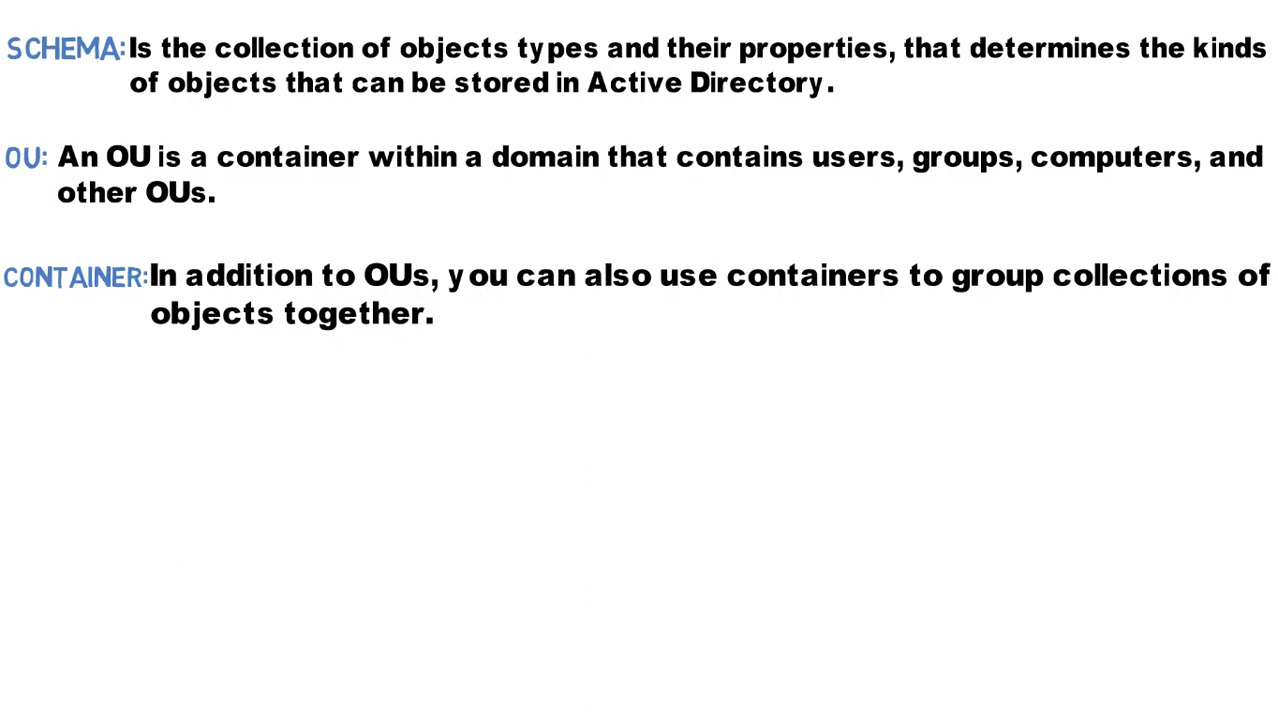 SCHEMA: Is the collection of objects types and their properties, that determines the kinds
of objects that can be stored in Active Directory.
OU: An OU is a container within a domain that contains users, groups, computers, and
other OUs.
CONTAINER: In addition to OUs, you can also use containers to group collections of
objects together.